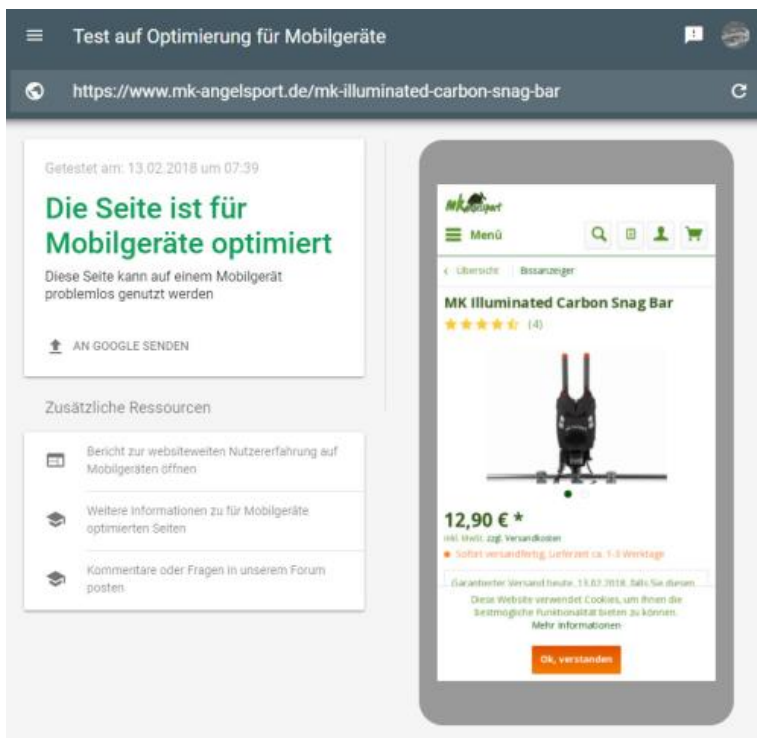 Test auf Optimierung für Mobilgeräte
https://www.mk-angelsport.de/mk-illuminated-carbon-snag-bar
Getestet am: 13.02.2018 um 07:39
Die Seite ist für
Mobilgeräte optimiert
Diese Seite kann auf einem Mobilgerät
problemlos genutzt werden
AN GOOGLE SENDEN
Zusätzliche Ressourcen
Bericht zur websiteweiten Nutzererfahrung auf
Mobilgeräten öffnen
Weitere Informationen zu für Mobilgeräte
optimierten Seiten
Kommentare oder Fragen in unserem Forum
posten
MK Angelsport
Menü
< Übersicht Bissanzeiger
MK Illuminated Carbon Snag Bar
(4)
12,90 € *
inkl. MwSt. zzgl. Versandkosten
Sofort versandfertig, Lieferzeit ca. 1-3 Werktage
Garantierter Versand heute, 13.02.2018, falls Sie diesen
Diese Website verwendet Cookies, um Ihnen die
bestmögliche Funktionalität bieten zu können.
Mehr Informationen
Ok, verstanden